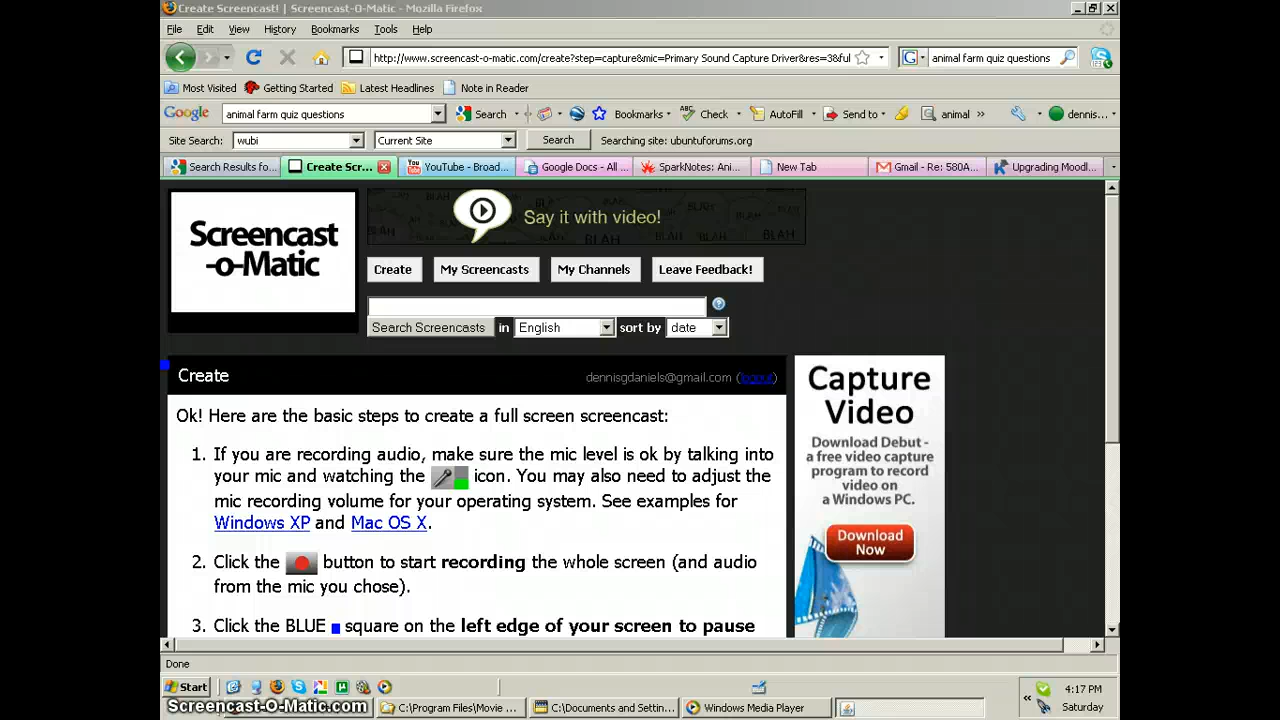 Create Screencast! | Screencast-O-Matic - Mozilla Firefox
File Edit View History Bookmarks Tools Help
http://www.screencast-o-matic.com/create?step=capture&mic=Primary Sound Capture Driver&res=3&ful animal farm quiz questions
Most Visited Getting Started Latest Headlines Note in Reader
Google animal farm quiz questions Search Bookmarks Check AutoFill Send to animal dennis...
Site Search: wubi Current Site Search Searching site: ubuntuforums.org
Search Results fo... Create Scr... YouTube - Broad... Google Docs - All ... SparkNotes: Ani... New Tab Gmail - Re: 580A... Upgrading Moodl...
Screencast
-o-Matic
Say it with video!
BLAH BLAH BLAH BLAH BLAH
Create My Screencasts My Channels Leave Feedback!
Search Screencasts in English sort by date
Create dennisgdaniels@gmail.com (logout)
Ok! Here are the basic steps to create a full screen screencast:
1. If you are recording audio, make sure the mic level is ok by talking into
your mic and watching the icon. You may also need to adjust the
mic recording volume for your operating system. See examples for
Windows XP and Mac OS X.
2. Click the button to start recording the whole screen (and audio
from the mic you chose).
3. Click the BLUE square on the left edge of your screen to pause
Capture
Video
Download Debut -
a free video capture
program to record
video on
a Windows PC.
Download
Now
Done
Start 4:17 PM
Screencast-O-Matic.com C:\Program Files\Movie ... C:\Documents and Settin... Windows Media Player Saturday